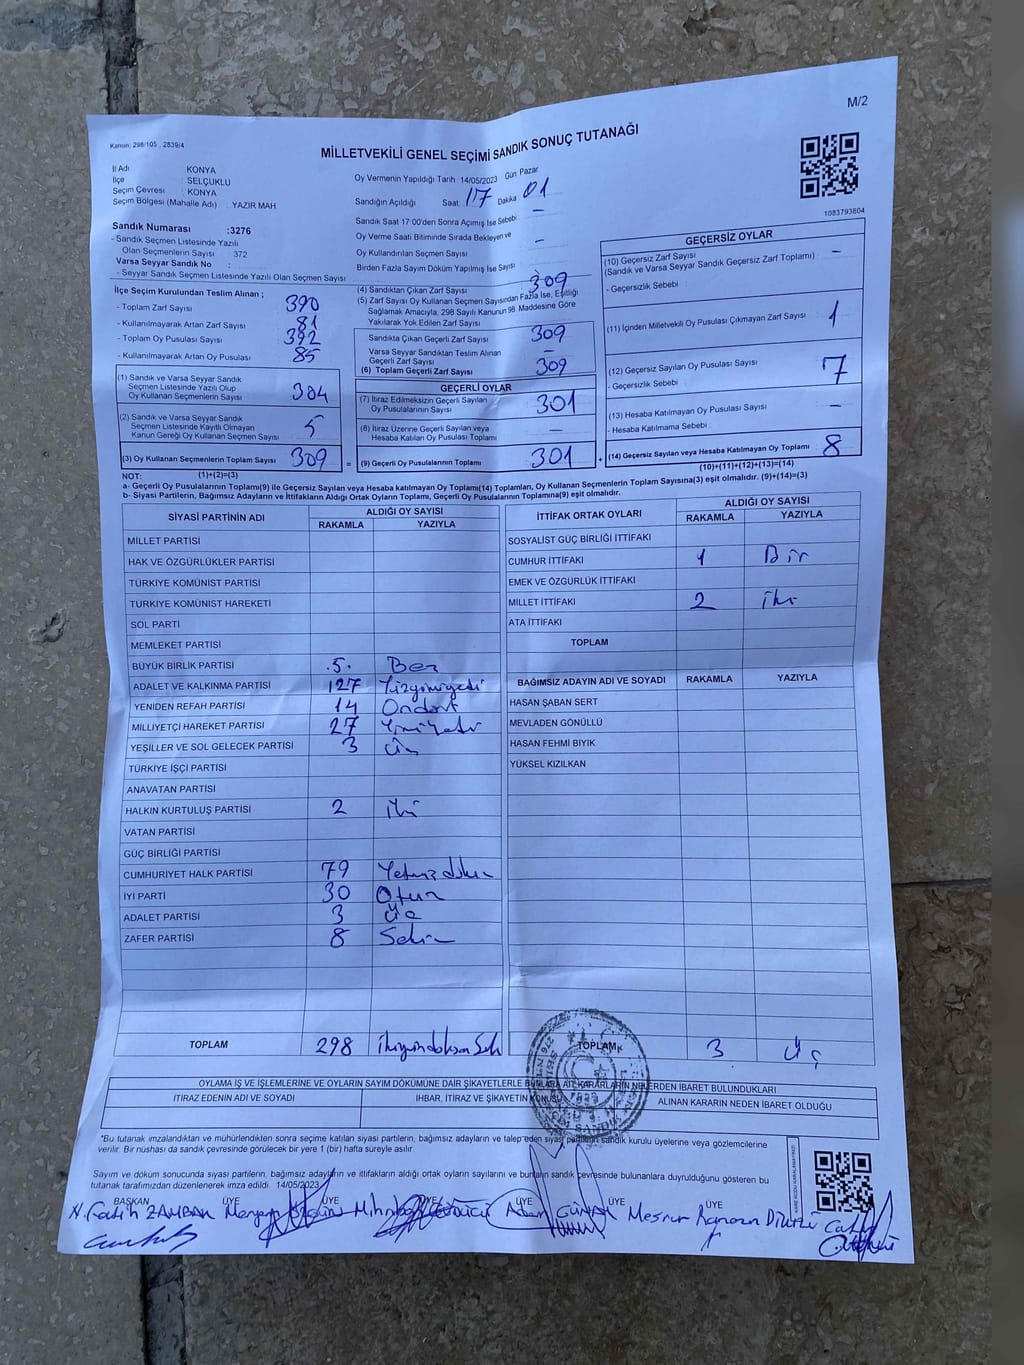 M/2
Kanun, 298/105 , 2839/4
MİLLETVEKİLİ GENEL SEÇİMİ SANDIK SONUÇ TUTANAĞI
İl Adı KONYA
İlçe SELÇUKLU
Seçim Çevresi KONYA
Seçim Bölgesi (Mahalle Adı) : YAZIR MAH.
Sandık Numarası :3276
- Sandık Seçmen Listesinde Yazılı
Olan Seçmenlerin Sayısı 372
Varsa Seyyar Sandık No :
- Seyyar Sandık Seçmen Listesinde Yazılı Olan Seçmen Sayısı
Oy Vermenin Yapıldığı Tarih :14/05/2023 Gün Pazar
Sandığın Açıldığı Saat 17 Dakika 01
Sandık Saat 17:00'den Sonra Açımış İse Sebebi -
Oy Verme Saati Bitiminde Sırada Bekleyen ve -
Oy Kullandırılan Seçmen Sayısı
Birden Fazla Sayım Döküm Yapılmış İse Sayısı -
1083793804
İlçe Seçim Kurulundan Teslim Alınan ;
- Toplam Zarf Sayısı 390
- Kullanılmayarak Artan Zarf Sayısı 81
- Toplam Oy Pusulası Sayısı 392
- Kullanılmayarak Artan Oy Pusulası 85
(1) Sandık ve Varsa Seyyar Sandık
Seçmen Listesinde Yazılı Olup
Oy Kullanan Seçmenlerin Sayısı 304
(2) Sandık ve Varsa Seyyar Sandık
Seçmen Listesinde Kayıtlı Olmayan
Kanun Gereği Oy Kullanan Seçmen Sayısı 5
(3) Oy Kullanan Seçmenlerin Toplam Sayısı 309
(1)+(2)=(3)
(4) Sandıktan Çıkan Zarf Sayısı 309
(5) Zarf Sayısı Oy Kullanan Seçmen Sayısından Fazla İse, Eşitliği
Sağlamak Amacıyla, 298 Sayılı Kanunun 98. Maddesine Göre
Yakılarak Yok Edilen Zarf Sayısı
Sandıkta Çıkan Geçerli Zarf Sayısı 309
Varsa Seyyar Sandıktan Teslim Alınan
Geçerli Zarf Sayısı -
(6) Toplam Geçerli Zarf Sayısı 309
GEÇERLİ OYLAR
(7) İtiraz Edilmeksizin Geçerli Sayılan
Oy Pusulalarının Sayısı 301
(8) İtiraz Üzerine Geçerli Sayılan veya
Hesaba Katılan Oy Pusulası Toplamı -
= (9) Geçerli Oy Pusulalarının Toplamı 301
GEÇERSİZ OYLAR
(10) Geçersiz Zarf Sayısı -
(Sandık ve Varsa Seyyar Sandık Geçersiz Zarf Toplamı)
- Geçersizlik Sebebi
(11) İçinden Milletvekili Oy Pusulası Çıkmayan Zarf Sayısı 1
(12) Geçersiz Sayılan Oy Pusulası Sayısı 7
- Geçersizlik Sebebi
(13) Hesaba Katılmayan Oy Pusulası Sayısı -
- Hesaba Katılmama Sebebi
+ (14) Geçersiz Sayılan veya Hesaba Katılmayan Oy Toplamı 8
(10)+(11)+(12)+(13)=(14)
NOT:
a- Geçerli Oy Pusulalarının Toplamı(9) ile Geçersiz Sayılan veya Hesaba katılmayan Oy Toplamı(14) Toplamları, Oy Kullanan Seçmenlerin Toplam Sayısına(3) eşit olmalıdır. (9)+(14)=(3)
b- Siyasi Partilerin, Bağımsız Adayların ve İttifakların Aldığı Ortak Oyların Toplamı, Geçerli Oy Pusulalarının Toplamına(9) eşit olmalıdır.
SİYASİ PARTİNİN ADI ALDIĞI OY SAYISI
RAKAMLA YAZIYLA
MİLLET PARTİSİ
HAK VE ÖZGÜRLÜKLER PARTİSİ
TÜRKİYE KOMÜNİST PARTİSİ
TÜRKİYE KOMÜNİST HAREKETİ
SOL PARTİ
MEMLEKET PARTİSİ
BÜYÜK BİRLİK PARTİSİ .5. Beş
ADALET VE KALKINMA PARTİSİ 127 Yüzyirmiyedi
YENİDEN REFAH PARTİSİ 14 Ondört
MİLLİYETÇİ HAREKET PARTİSİ 27 Yirmiyedi
YEŞİLLER VE SOL GELECEK PARTİSİ 3 Üç
TÜRKİYE İŞÇİ PARTİSİ
ANAVATAN PARTİSİ
HALKIN KURTULUŞ PARTİSİ 2 iki
VATAN PARTİSİ
GÜÇ BİRLİĞİ PARTİSİ
CUMHURİYET HALK PARTİSİ 79 Yetmişdokuz
İYİ PARTİ 30 Otuz
ADALET PARTİSİ 3 Üç
ZAFER PARTİSİ 8 Sekiz
TOPLAM 298 ikiyüzdoksan Sekiz
İTTİFAK ORTAK OYLARI ALDIĞI OY SAYISI
RAKAMLA YAZIYLA
SOSYALİST GÜÇ BİRLİĞİ İTTİFAKI
CUMHUR İTTİFAKI 1 Bir
EMEK VE ÖZGÜRLÜK İTTİFAKI
MİLLET İTTİFAKI 2 iki
ATA İTTİFAKI
TOPLAM
BAĞIMSIZ ADAYIN ADI VE SOYADI RAKAMLA YAZIYLA
HASAN ŞABAN SERT
MEVLADEN GÖNÜLLÜ
HASAN FEHMİ BIYIK
YÜKSEL KIZILKAN
TOPLAM 3 Üç
OYLAMA İŞ VE İŞLEMLERİNE VE OYLARIN SAYIM DÖKÜMÜNE DAİR ŞİKAYETLERLE BUNLARA AİT KARARLARIN NELERDEN İBARET BULUNDUKLARI
İTİRAZ EDENİN ADI VE SOYADI İHBAR, İTİRAZ VE ŞİKAYETİN KONUSU ALINAN KARARIN NEDEN İBARET OLDUĞU
*Bu tutanak imzalandıktan ve mühürlendikten sonra seçime katılan siyasi partilerin, bağımsız adayların ve talep eden siyasi partilerin sandık kurulu üyelerine veya gözlemcilerine
verilir. Bir nüshası da sandık çevresinde görülecek bir yere 1 (bir) hafta süreyle asılır.
Sayım ve döküm sonucunda siyasi partilerin, bağımsız adayların ve ittifakların aldığı ortak oyların sayılarını ve bunların sandık çevresinde bulunanlara duyrulduğunu gösteren bu
tutanak tarafımızdan düzenlenerek imza edildi. 14/05/2023
BAŞKAN ÜYE ÜYE ÜYE ÜYE ÜYE
N. Fatih ZAMBAK Meryem Mihriban Adem GÜNAL Mesrur Ramazan